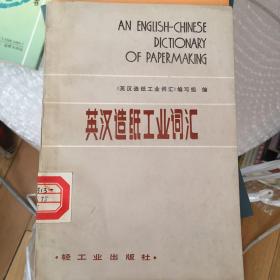 AN ENGLISH-CHINESE
DICTIONARY
OF
PAPERMAKING
《英汉造纸工业词汇》编写组 编
英汉造纸工业词汇
·轻工业出版社·